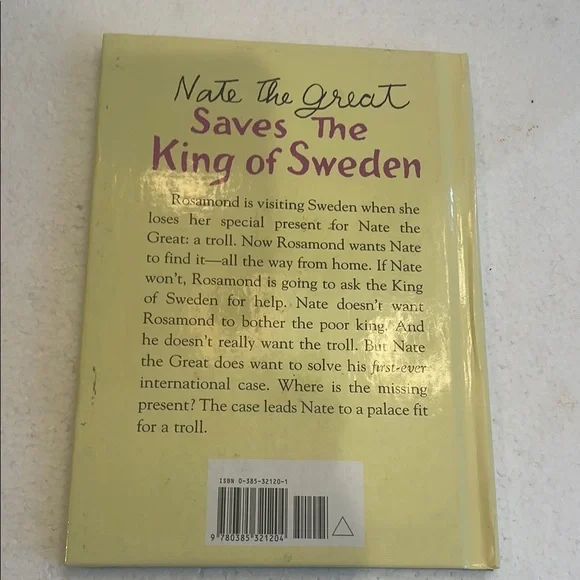 Nate the Great
Saves The
King of Sweden
Rosamond is visiting Sweden when she
loses her special present for Nate the
Great: a troll. Now Rosamond wants Nate
to find it—all the way from home. If Nate
won't, Rosamond is going to ask the King
of Sweden for help. Nate doesn't want
Rosamond to bother the poor king. And
he doesn't really want the troll. But Nate
the Great does want to solve his first-ever
international case. Where is the missing
present? The case leads Nate to a palace fit
for a troll.
ISBN 0-385-32120-1
9 780385 321204